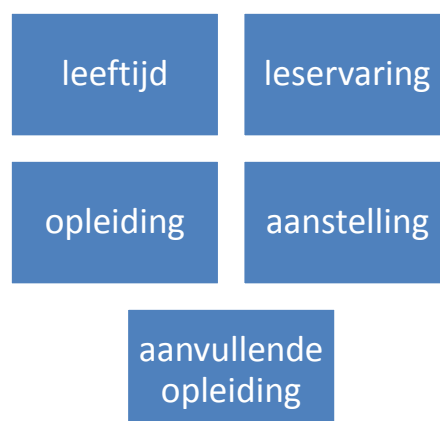 leeftijd
leservaring
opleiding
aanstelling
aanvullende
opleiding